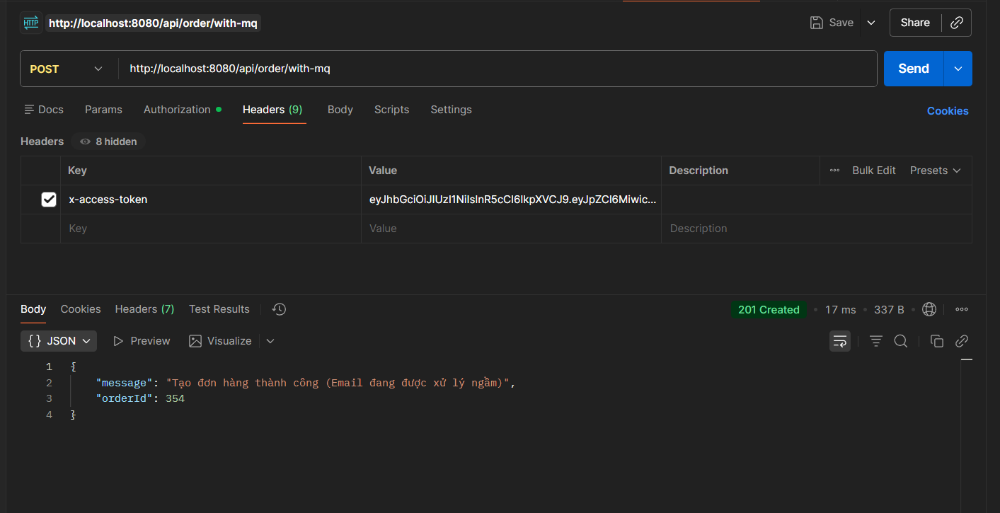 HTTP http://localhost:8080/api/order/with-mq Save Share
POST http://localhost:8080/api/order/with-mq Send
Docs Params Authorization Headers (9) Body Scripts Settings Cookies
Headers 8 hidden
Key Value Description Bulk Edit Presets
x-access-token eyJhbGciOiJIUzI1NiIsInR5cCI6IkpXVCJ9.eyJpZCI6Miwic...
Key Value Description
Body Cookies Headers (7) Test Results 201 Created • 17 ms • 337 B •
{} JSON Preview Visualize
1 {
2 "message": "Tạo đơn hàng thành công (Email đang được xử lý ngầm)",
3 "orderId": 354
4 }